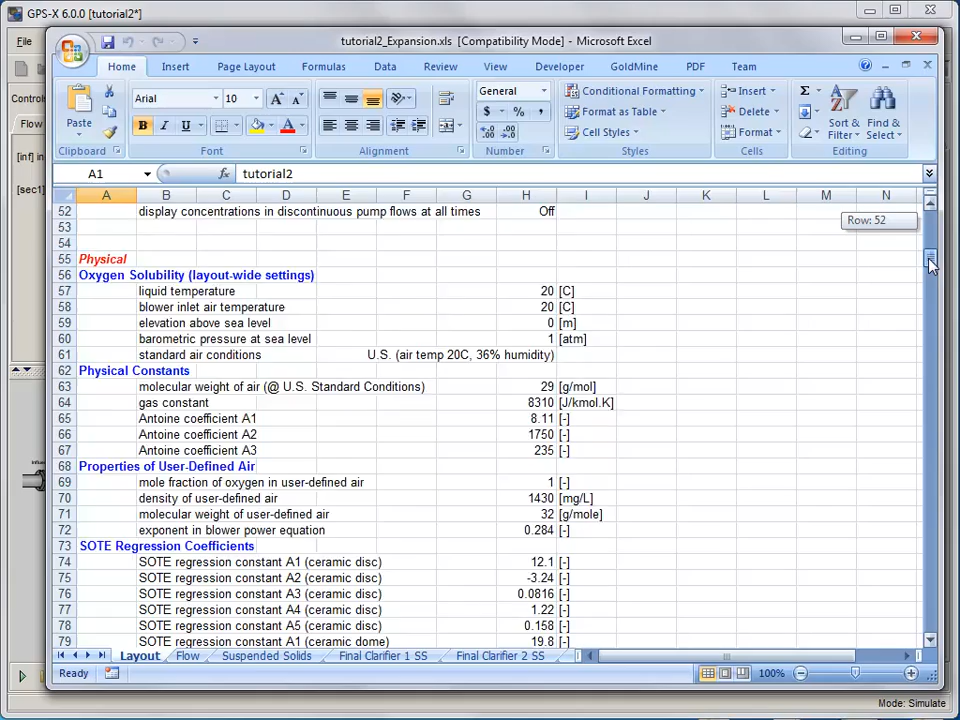 GPS-X 6.0.0 [tutorial2*]
File
Controls
Flow
[inf] in
[sec1]
tutorial2_Expansion.xls [Compatibility Mode] - Microsoft Excel
Home Insert Page Layout Formulas Data Review View Developer GoldMine PDF Team
Paste
Clipboard
Arial 10
B I U
Font
Alignment
General
$ % ,
Number
Conditional Formatting
Format as Table
Cell Styles
Styles
Insert
Delete
Format
Cells
Sort & Filter
Find & Select
Editing
A1 fx tutorial2
A B C D E F G H I J K L M N
Row: 52
52 display concentrations in discontinuous pump flows at all times Off
53
54
55 Physical
56 Oxygen Solubility (layout-wide settings)
57 liquid temperature 20 [C]
58 blower inlet air temperature 20 [C]
59 elevation above sea level 0 [m]
60 barometric pressure at sea level 1 [atm]
61 standard air conditions U.S. (air temp 20C, 36% humidity)
62 Physical Constants
63 molecular weight of air (@ U.S. Standard Conditions) 29 [g/mol]
64 gas constant 8310 [J/kmol.K]
65 Antoine coefficient A1 8.11 [-]
66 Antoine coefficient A2 1750 [-]
67 Antoine coefficient A3 235 [-]
68 Properties of User-Defined Air
69 mole fraction of oxygen in user-defined air 1 [-]
70 density of user-defined air 1430 [mg/L]
71 molecular weight of user-defined air 32 [g/mole]
72 exponent in blower power equation 0.284 [-]
73 SOTE Regression Coefficients
74 SOTE regression constant A1 (ceramic disc) 12.1 [-]
75 SOTE regression constant A2 (ceramic disc) -3.24 [-]
76 SOTE regression constant A3 (ceramic disc) 0.0816 [-]
77 SOTE regression constant A4 (ceramic disc) 1.22 [-]
78 SOTE regression constant A5 (ceramic disc) 0.158 [-]
79 SOTE regression constant A1 (ceramic dome) 19.8 [-]
Layout Flow Suspended Solids Final Clarifier 1 SS Final Clarifier 2 SS
Ready 100%
Mode: Simulate